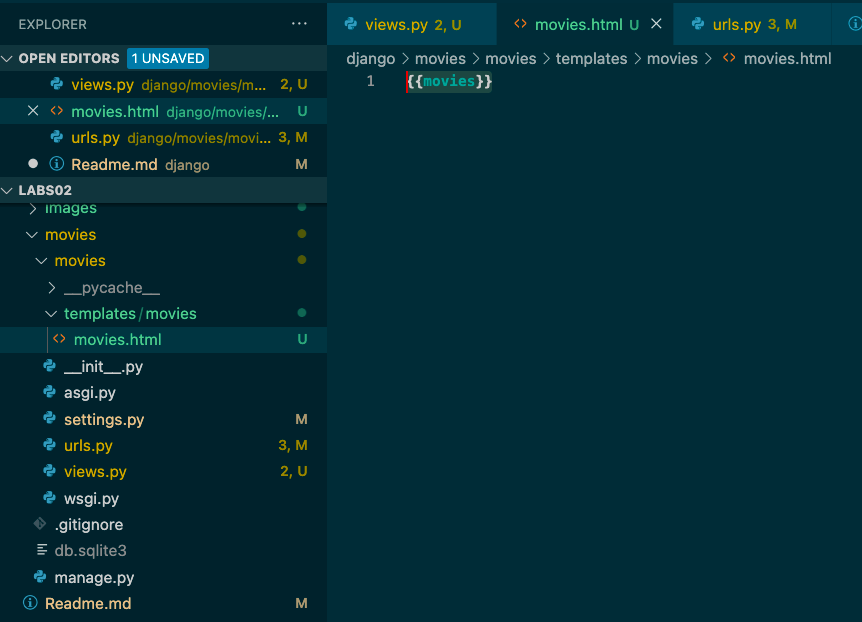 EXPLORER ···
OPEN EDITORS 1 UNSAVED
views.py django/movies/m... 2, U
movies.html django/movies/... U
urls.py django/movies/movi... 3, M
Readme.md django M
LABS02
images
movies
movies
__pycache__
templates/movies
movies.html U
__init__.py
asgi.py
settings.py M
urls.py 3, M
views.py 2, U
wsgi.py
.gitignore
db.sqlite3
manage.py
Readme.md M
views.py 2, U movies.html U urls.py 3, M
django > movies > movies > templates > movies > <> movies.html
1 {{movies}}